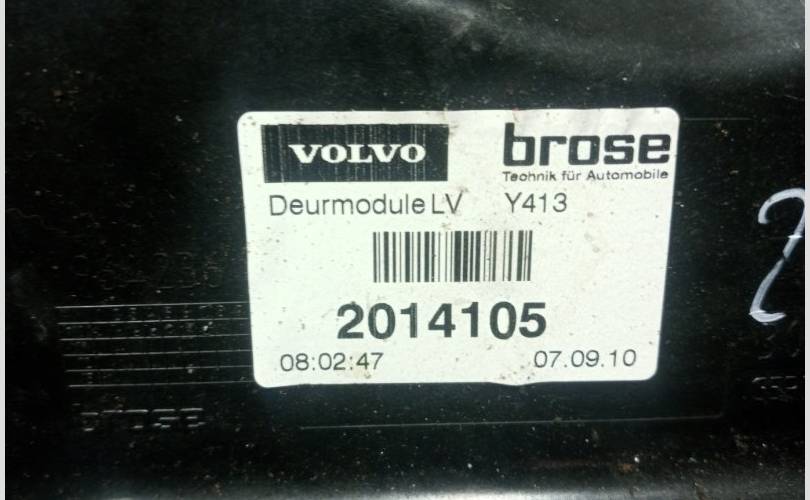 VOLVO brose
Technik für Automobile
Deurmodule LV Y413
2014105
08:02:47 07.09.10